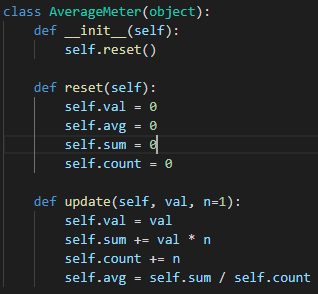 class AverageMeter(object):
    def __init__(self):
        self.reset()

    def reset(self):
        self.val = 0
        self.avg = 0
        self.sum = 0
        self.count = 0

    def update(self, val, n=1):
        self.val = val
        self.sum += val * n
        self.count += n
        self.avg = self.sum / self.count